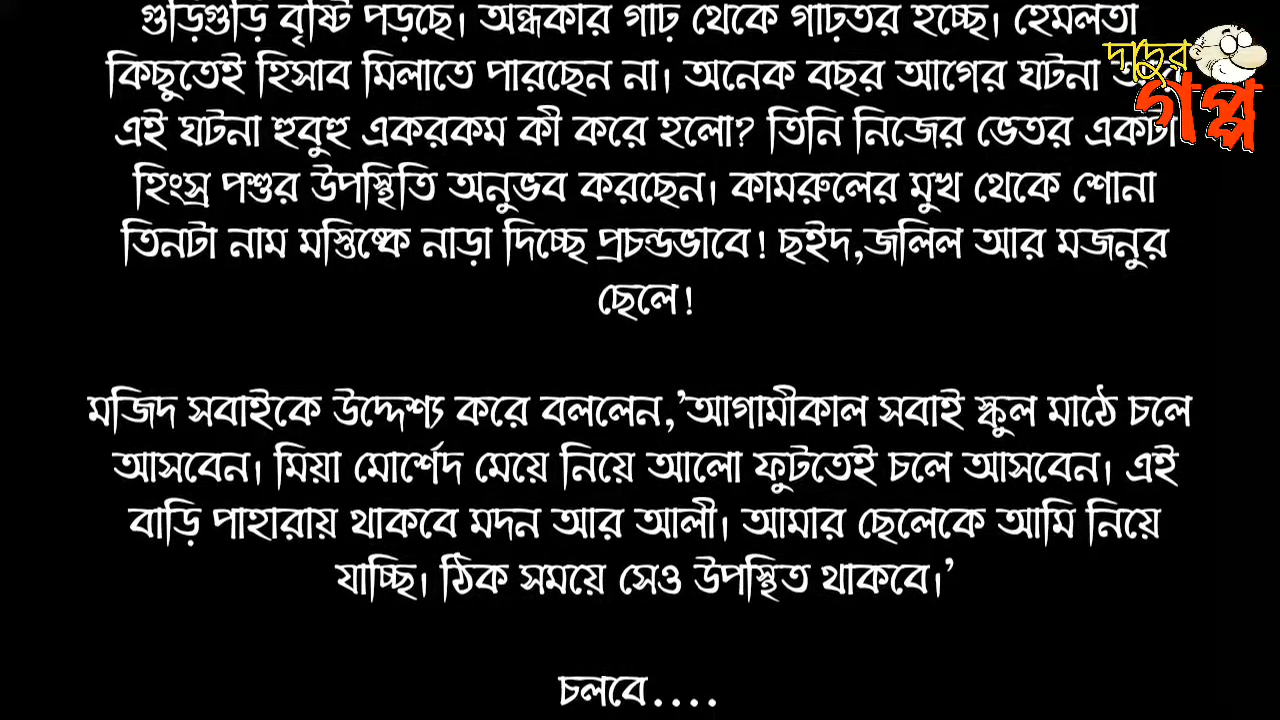 গুড়িগুড়ি বৃষ্টি পড়ছে। অন্ধকার গাঢ় থেকে গাঢ়তর হচ্ছে। হেমলতা
কিছুতেই হিসাব মিলাতে পারছেন না। অনেক বছর আগের ঘটনা
এই ঘটনা হুবুহু একরকম কী করে হলো? তিনি নিজের ভেতর একটা
হিংস্র পশুর উপস্থিতি অনুভব করছেন। কামরুলের মুখ থেকে শোনা
তিনটা নাম মস্তিষ্কে নাড়া দিচ্ছে প্রচন্ডভাবে! ছইদ,জলিল আর মজনুর
ছেলে!
মজিদ সবাইকে উদ্দেশ্য করে বললেন,'আগামীকাল সবাই স্কুল মাঠে চলে
আসবেন। মিয়া মোর্শেদ মেয়ে নিয়ে আলো ফুটতেই চলে আসবেন। এই
বাড়ি পাহারায় থাকবে মদন আর আলী। আমার ছেলেকে আমি নিয়ে
যাচ্ছি। ঠিক সময়ে সেও উপস্থিত থাকবে।'
চলবে....
দাদুর
গল্প